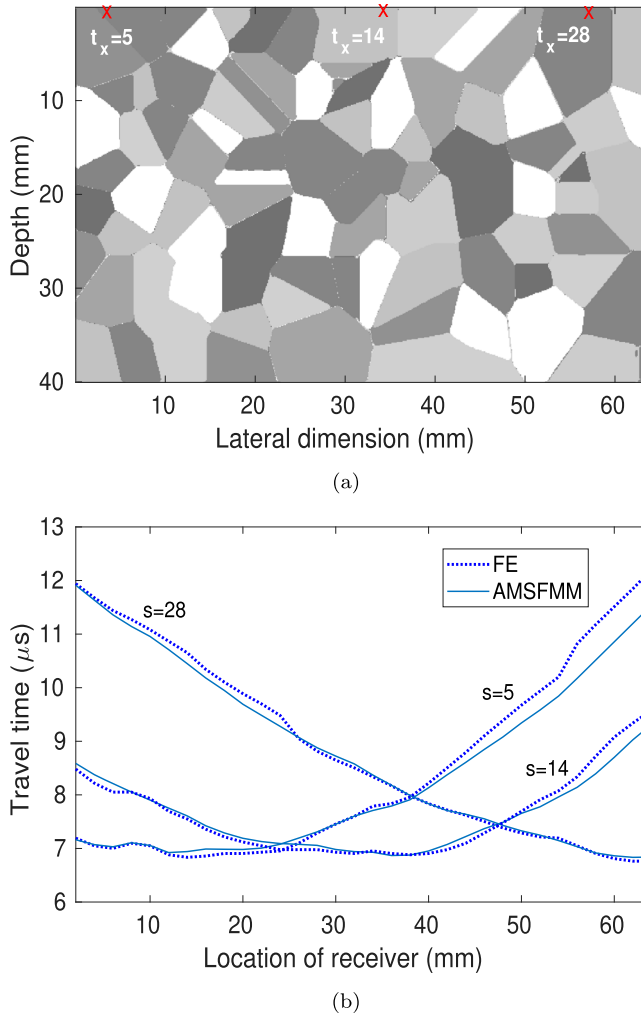 X X X
t_x=5 t_x=14 t_x=28
10
20
30
40
Depth (mm)
10 20 30 40 50 60
Lateral dimension (mm)
(a)
13
12
11
10
9
8
7
6
Travel time (μs)
FE
AMSFMM
s=28
s=5
s=14
10 20 30 40 50 60
Location of receiver (mm)
(b)